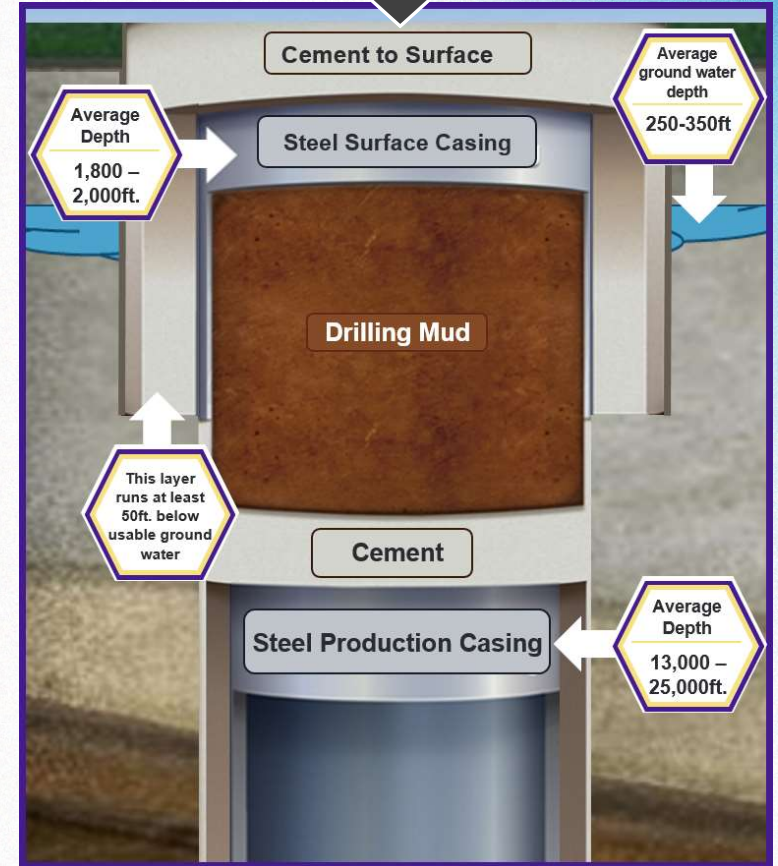 Cement to Surface
Average
ground water
depth
250-350ft
Average
Depth
1,800 –
2,000ft.
Steel Surface Casing
Drilling Mud
This layer
runs at least
50ft. below
usable ground
water
Cement
Steel Production Casing
Average
Depth
13,000 –
25,000ft.